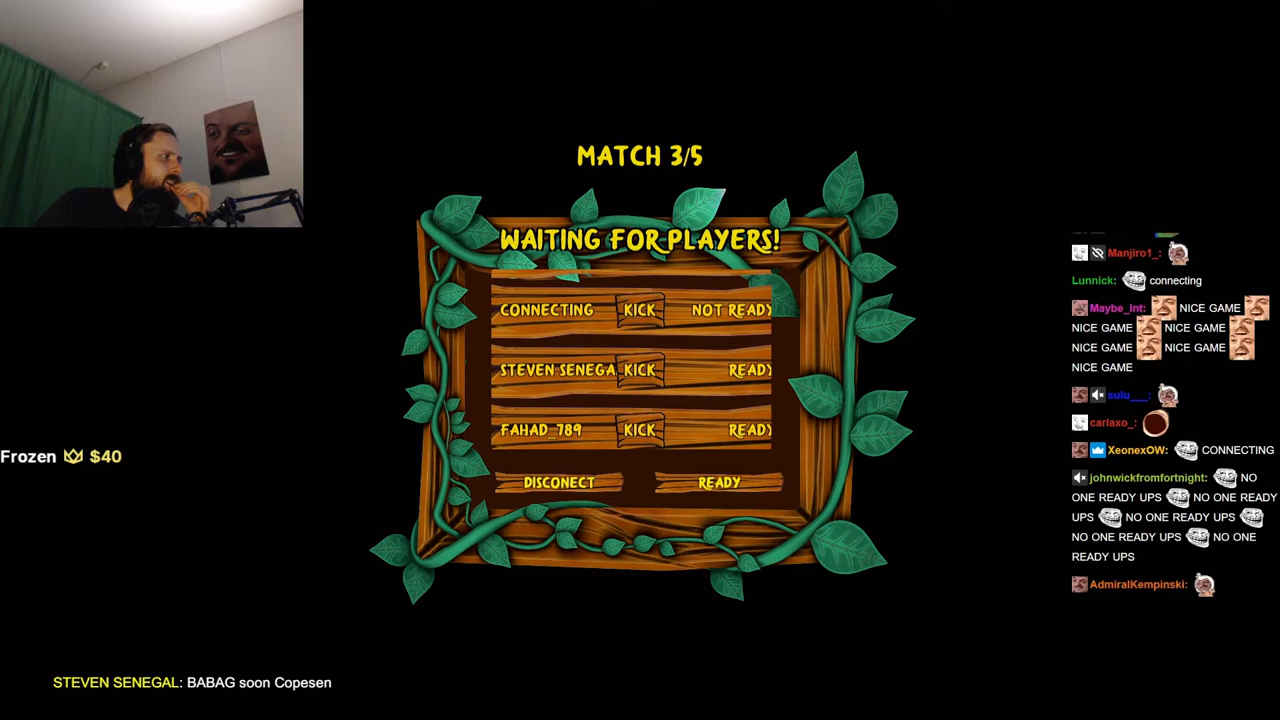 MATCH 3/5
WAITING FOR PLAYERS!
CONNECTING KICK NOT READY
STEVEN SENEGA KICK READY
FAHAD_789 KICK READY
DISCONECT READY
Frozen $40
STEVEN SENEGAL: BABAG soon Copesen
Manjiro1_:
Lunnick: connecting
Maybe_Int: NICE GAME
NICE GAME NICE GAME
NICE GAME NICE GAME
NICE GAME
sulu___:
carlaxo_:
XeonexOW: CONNECTING
johnwickfromfortnight: NO
ONE READY UPS NO ONE READY
UPS NO ONE READY UPS
NO ONE READY UPS NO ONE
READY UPS
AdmiralKempinski: